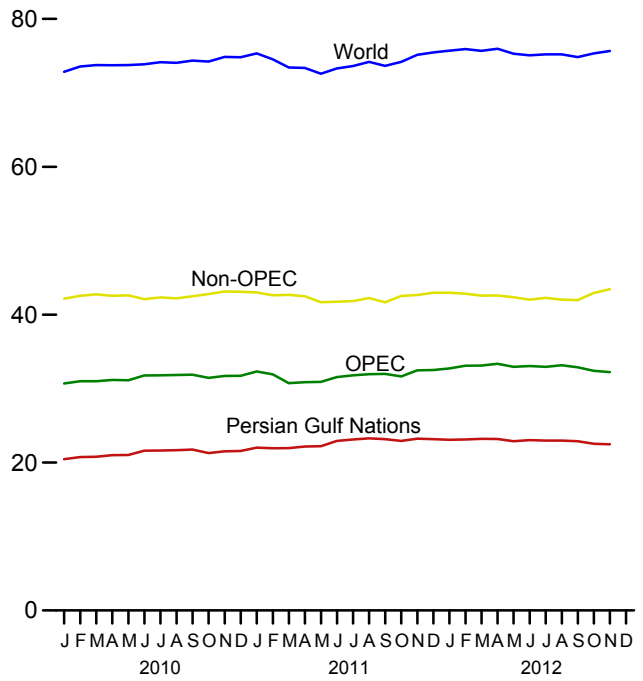 80
World
60
Non-OPEC
40
OPEC
Persian Gulf Nations
20
0
J F M A M J J A S O N D J F M A M J J A S O N D J F M A M J J A S O N D
2010 2011 2012